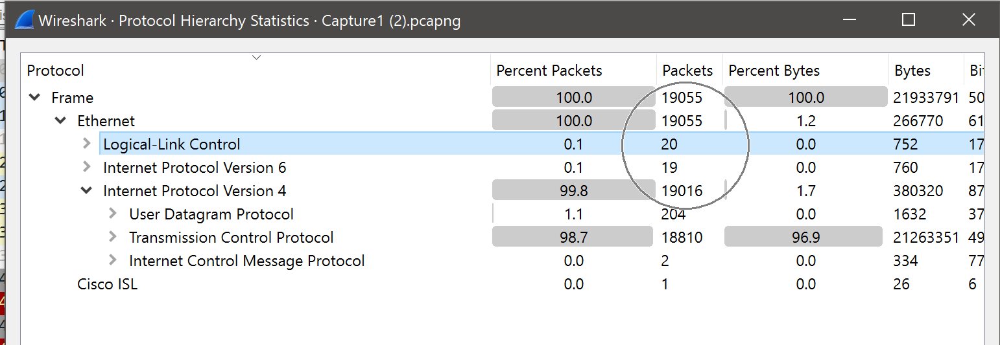 Wireshark · Protocol Hierarchy Statistics · Capture1 (2).pcapng
Protocol Percent Packets Packets Percent Bytes Bytes
Frame 100.0 19055 100.0 21933791 50
Ethernet 100.0 19055 1.2 266770 61
Logical-Link Control 0.1 20 0.0 752 17
Internet Protocol Version 6 0.1 19 0.0 760 17
Internet Protocol Version 4 99.8 19016 1.7 380320 87
User Datagram Protocol 1.1 204 0.0 1632 37
Transmission Control Protocol 98.7 18810 96.9 21263351 49
Internet Control Message Protocol 0.0 2 0.0 334 77
Cisco ISL 0.0 1 0.0 26 6